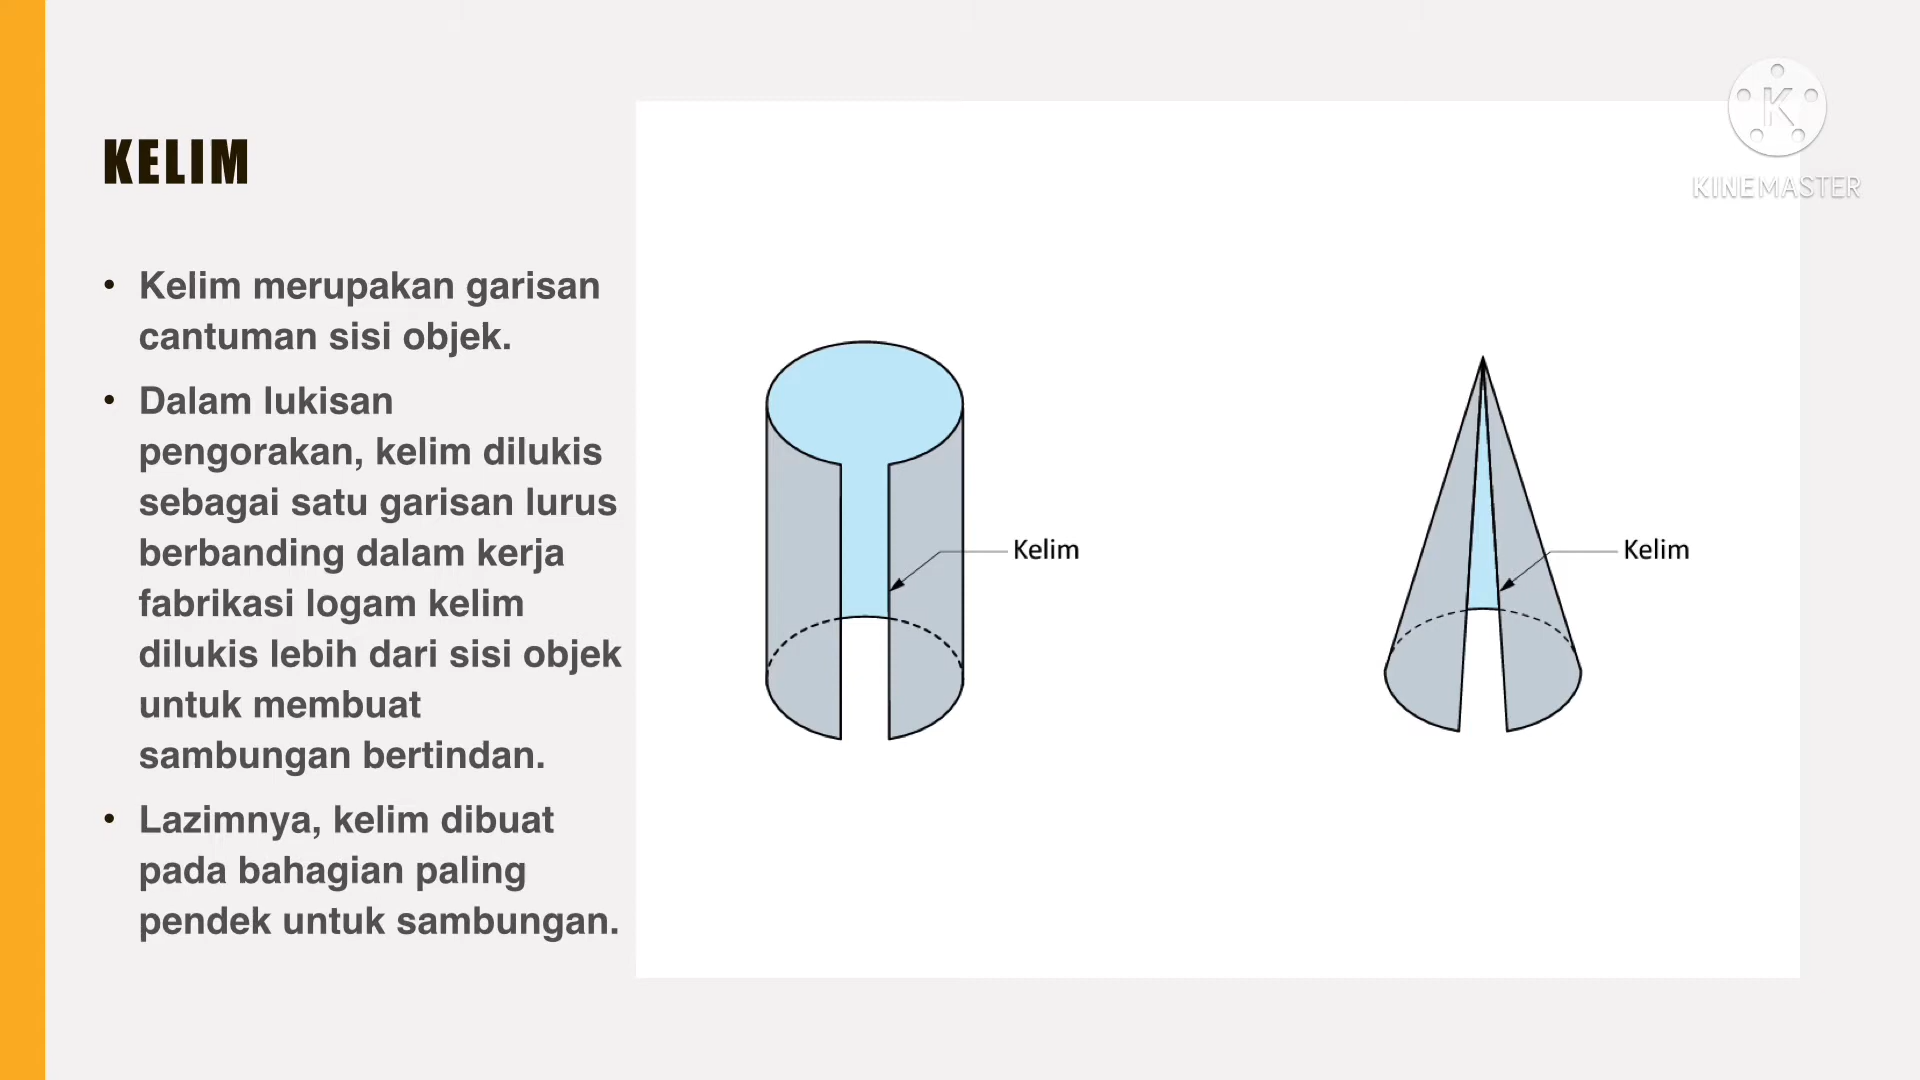 KELIM
• Kelim merupakan garisan
cantuman sisi objek.
• Dalam lukisan
pengorakan, kelim dilukis
sebagai satu garisan lurus
berbanding dalam kerja
fabrikasi logam kelim
dilukis lebih dari sisi objek
untuk membuat
sambungan bertindan.
• Lazimnya, kelim dibuat
pada bahagian paling
pendek untuk sambungan.
Kelim
Kelim
K
KINEMASTER